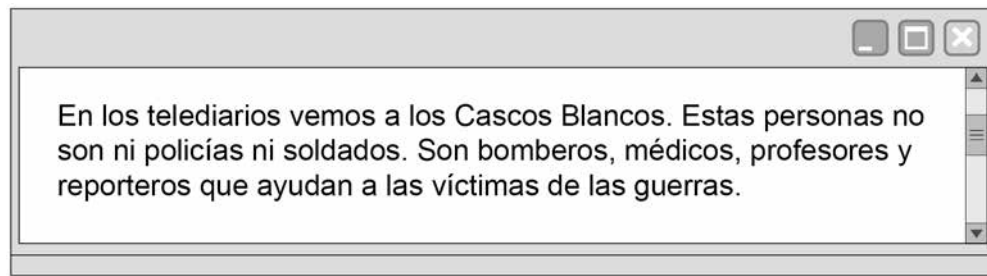 En los telediarios vemos a los Cascos Blancos. Estas personas no
son ni policías ni soldados. Son bomberos, médicos, profesores y
reporteros que ayudan a las víctimas de las guerras.